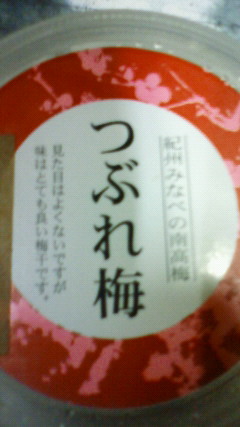 紀州みなべの南高梅
つぶれ梅
見た目はよくないですが
味はとても良い梅干です。